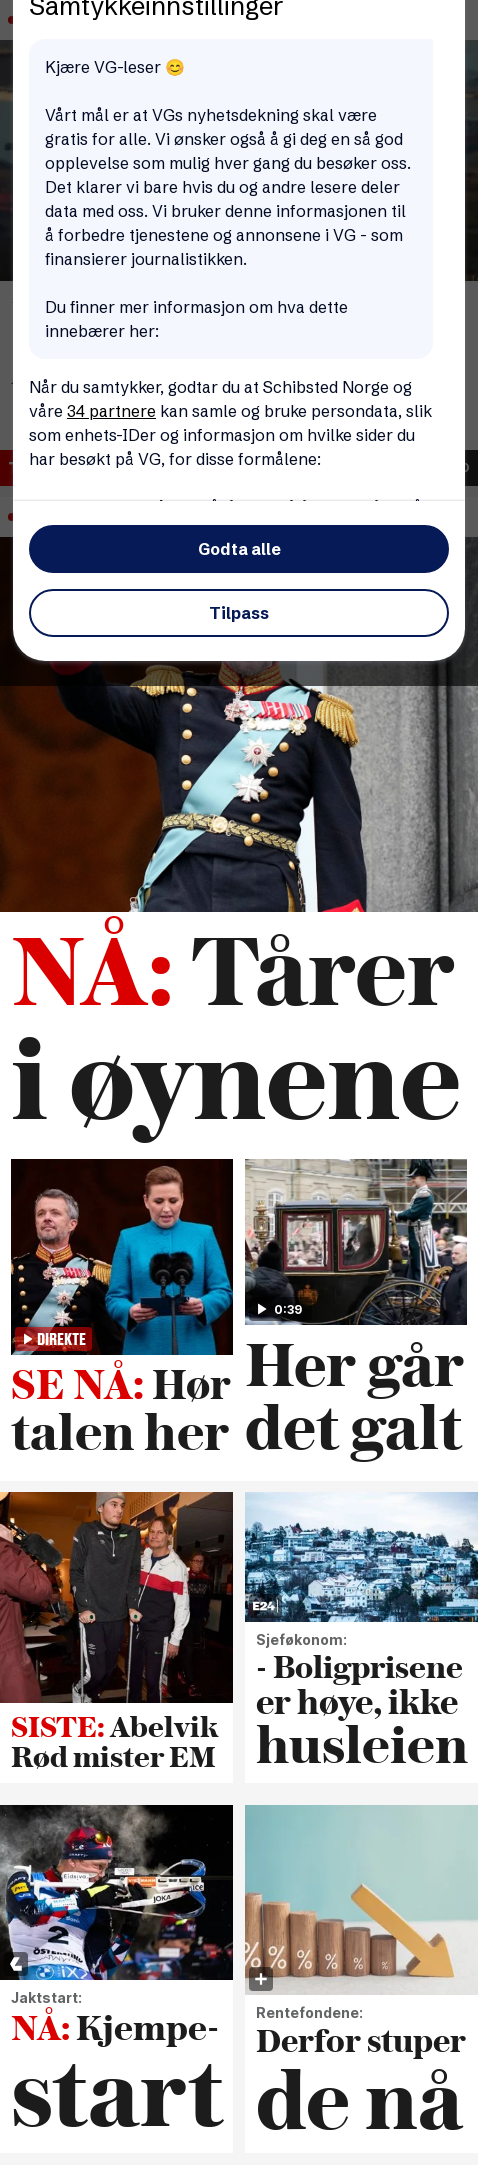 Samtykkeinnstillinger
Kjære VG-leser 😊
Vårt mål er at VGs nyhetsdekning skal være
gratis for alle. Vi ønsker også å gi deg en så god
opplevelse som mulig hver gang du besøker oss.
Det klarer vi bare hvis du og andre lesere deler
data med oss. Vi bruker denne informasjonen til
å forbedre tjenestene og annonsene i VG - som
finansierer journalistikken.
Du finner mer informasjon om hva dette
innebærer her:
Når du samtykker, godtar du at Schibsted Norge og
våre 34 partnere kan samle og bruke persondata, slik
som enhets-IDer og informasjon om hvilke sider du
har besøkt på VG, for disse formålene:
Godta alle
Tilpass
NÅ: Tårer
i øynene
DIREKTE
SE NÅ: Hør
talen her
0:39
Her går
det galt
SISTE: Abelvik
Rød mister EM
E24
Sjeføkonom:
- Boligprisene
er høye, ikke
husleien
Eidsiva
JOKA
2
ÖSTERSUND
Jaktstart:
NÅ: Kjempe-
start
% % % % % %
Rentefondene:
Derfor stuper
de nå